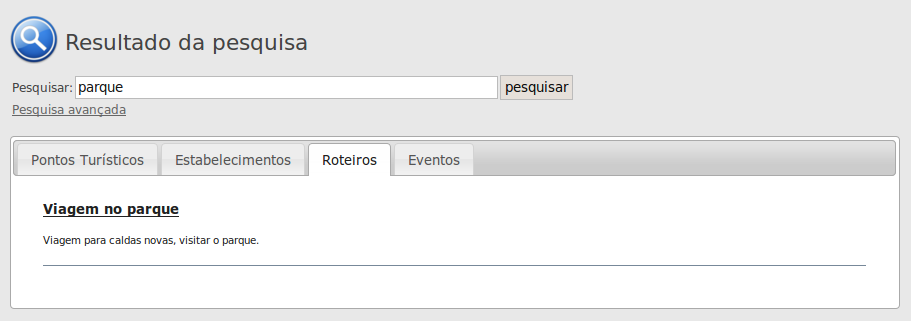 Resultado da pesquisa
Pesquisar: parque pesquisar
Pesquisa avançada
Pontos Turísticos Estabelecimentos Roteiros Eventos
Viagem no parque
Viagem para caldas novas, visitar o parque.